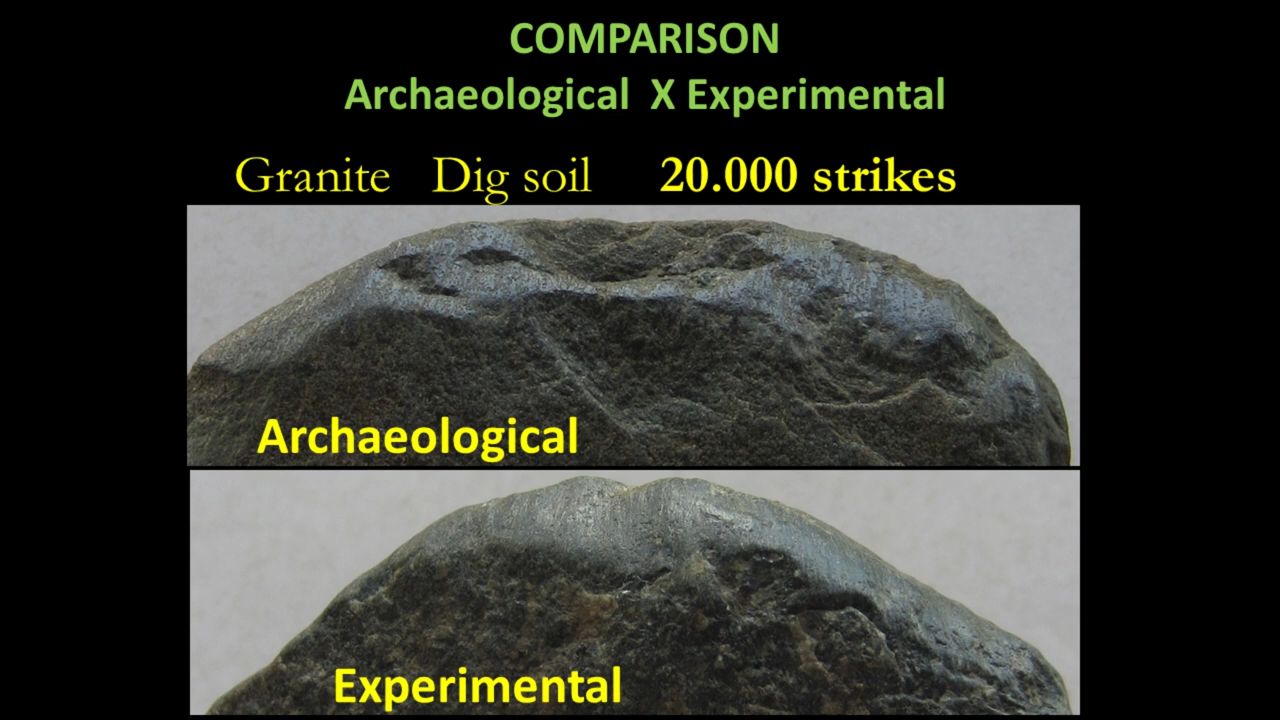 COMPARISON
Archaeological X Experimental
Granite Dig soil 20.000 strikes
Archaeological
Experimental